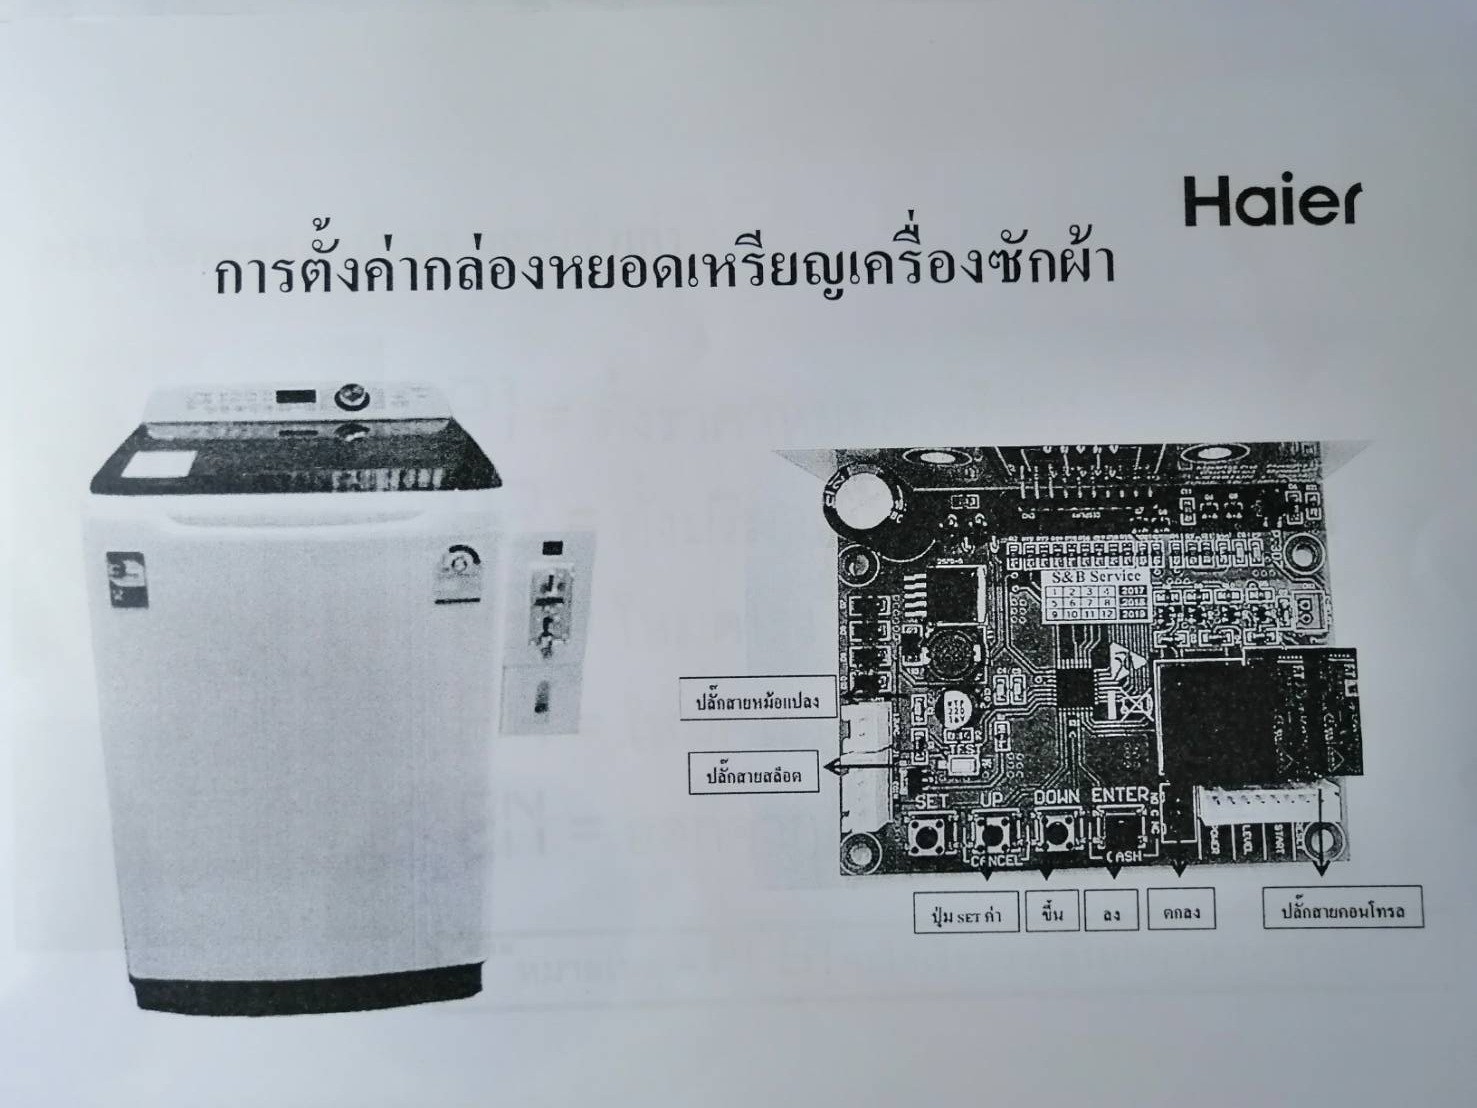 Haier
การตั้งค่ากล่องหยอดเหรียญเครื่องซักผ้า
S&B Service
1 2 3 4 2017
5 6 7 8 2018
9 10 11 12 2019
ปลั๊กสายหม้อแปลง
ปลั๊กสายสล็อต
TEST
SET UP DOWN ENTER
CANCEL CASH
POWER
LEVEL
START
ปุ่ม SET ค่า
ขึ้น
ลง
ตกลง
ปลั๊กสายคอนโทรล